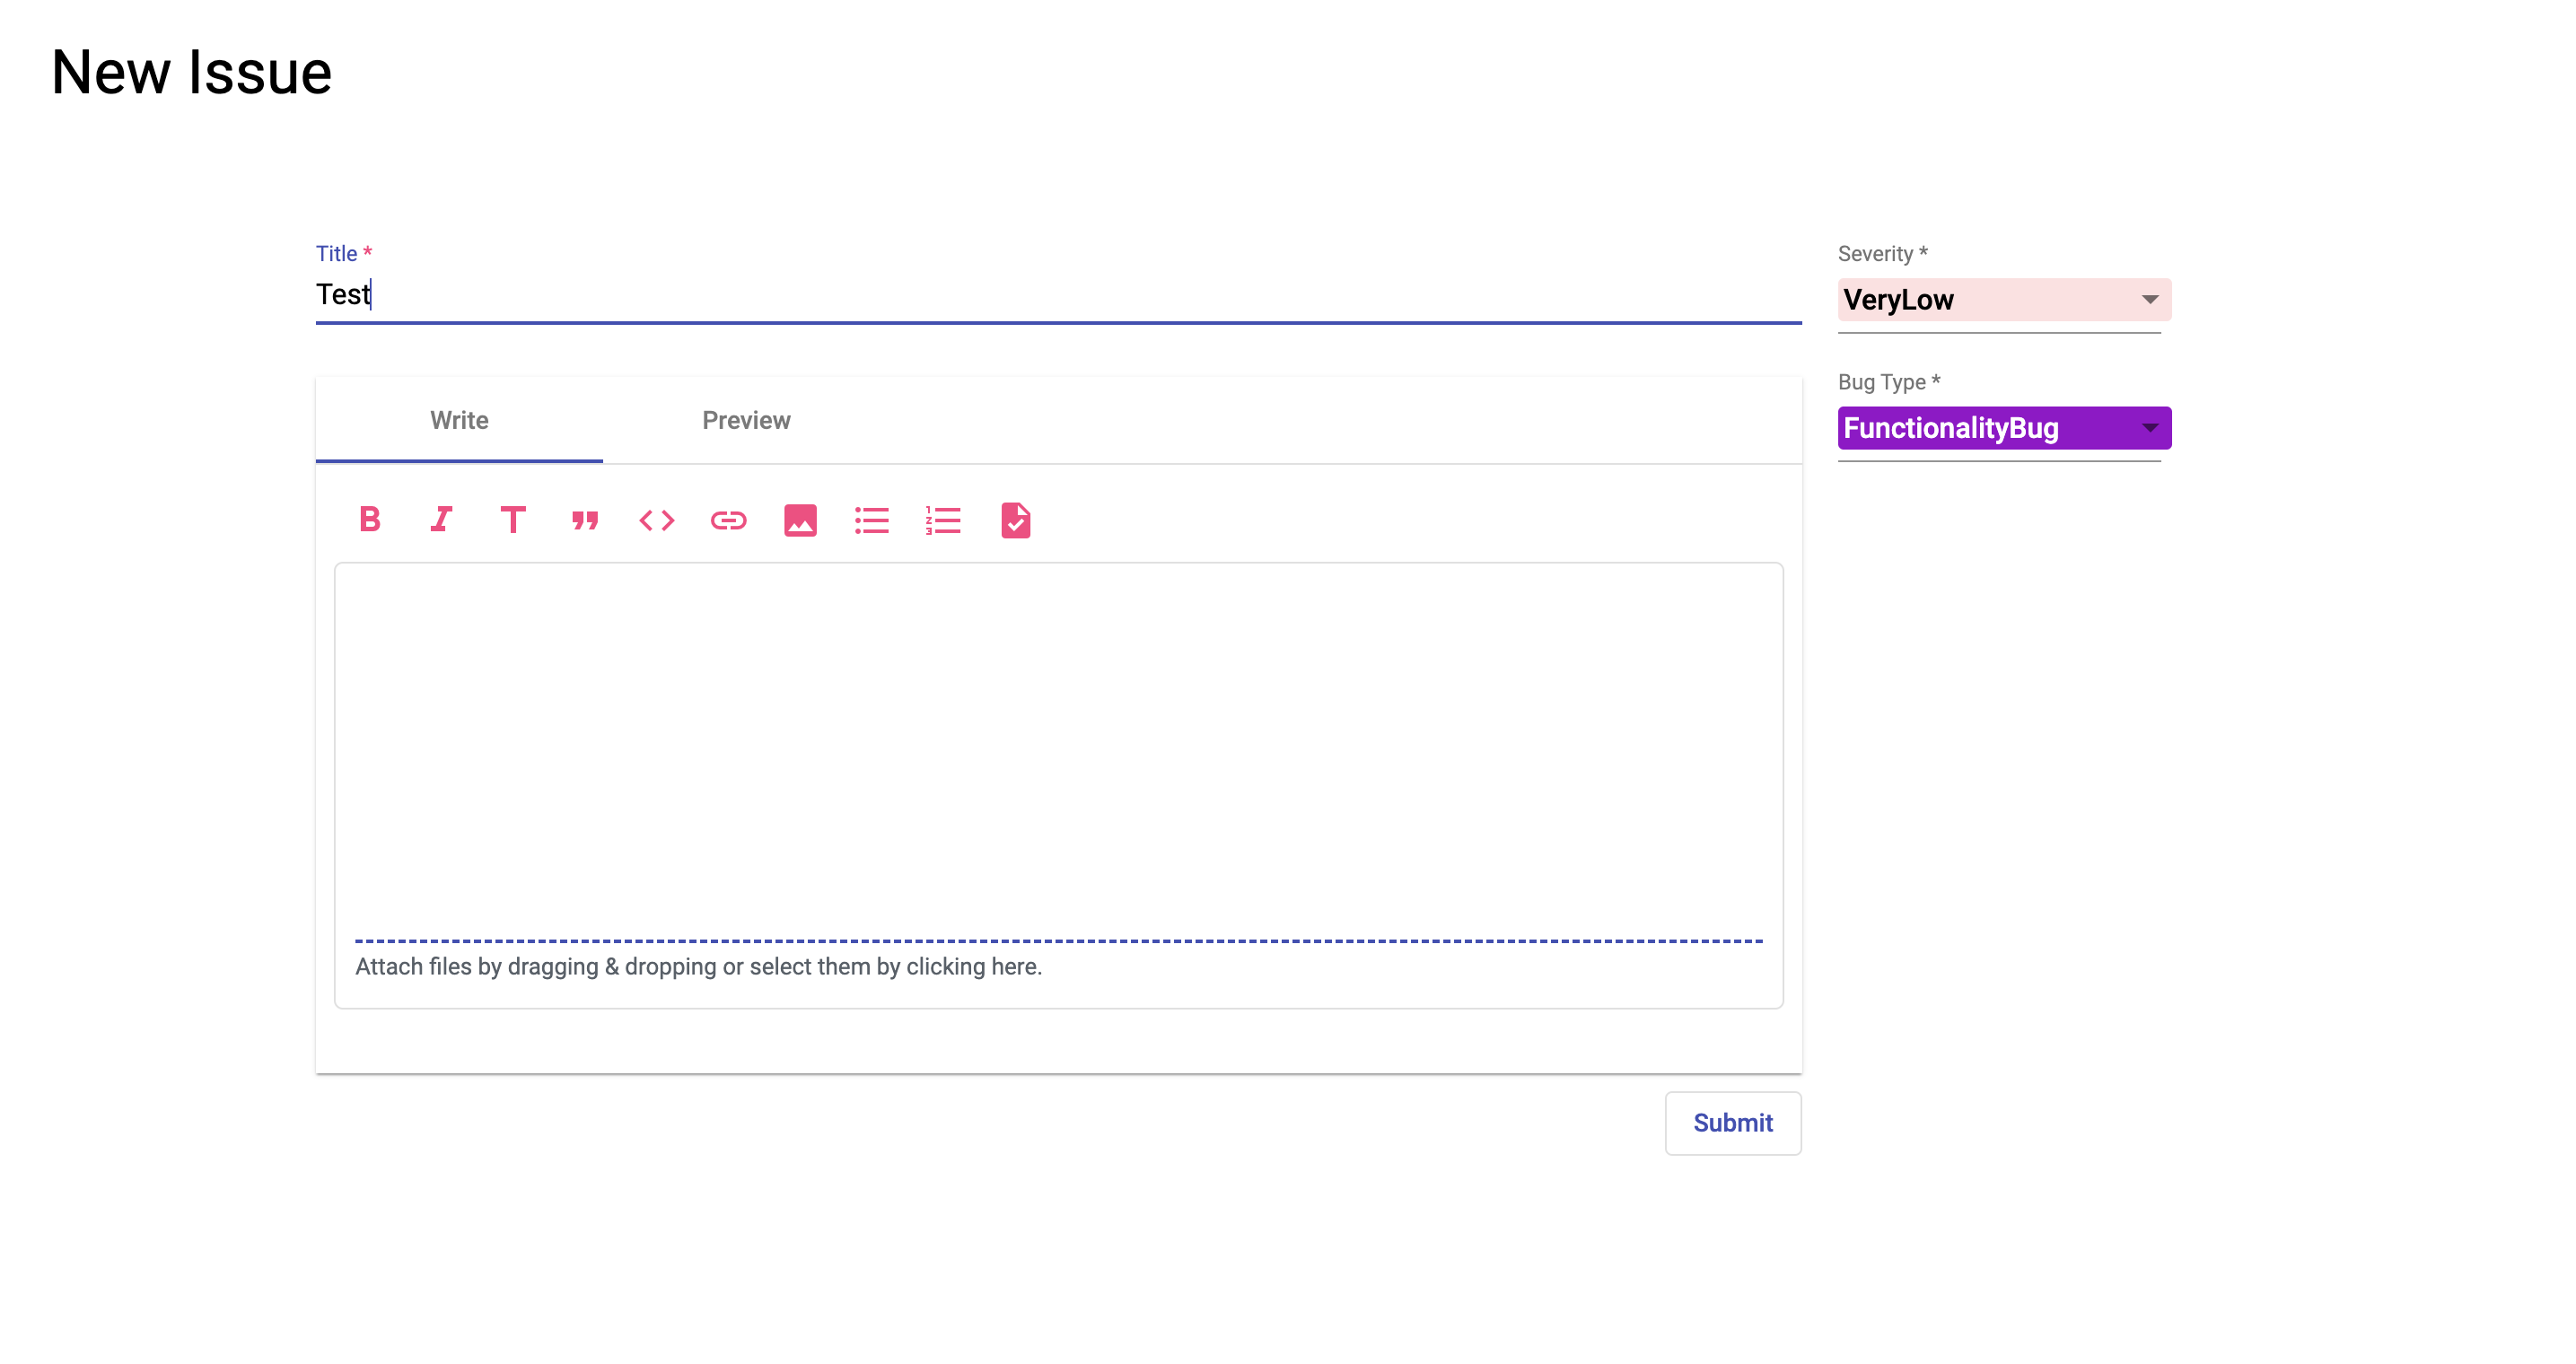 New Issue
Title *
Test
Severity *
VeryLow
Bug Type *
FunctionalityBug
Write
Preview
Attach files by dragging & dropping or select them by clicking here.
Submit